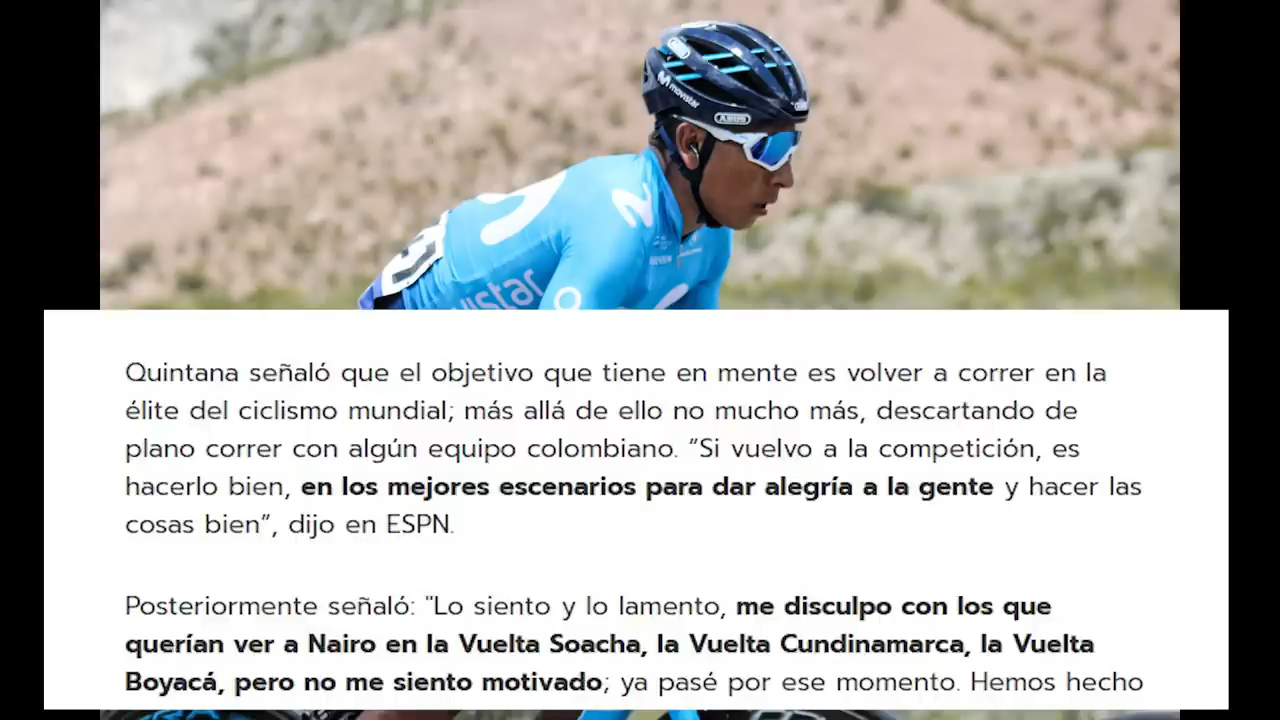 movistar
ABUS
vistar
Quintana señaló que el objetivo que tiene en mente es volver a correr en la
élite del ciclismo mundial; más allá de ello no mucho más, descartando de
plano correr con algún equipo colombiano. “Si vuelvo a la competición, es
hacerlo bien, en los mejores escenarios para dar alegría a la gente y hacer las
cosas bien”, dijo en ESPN.
Posteriormente señaló: "Lo siento y lo lamento, me disculpo con los que
querían ver a Nairo en la Vuelta Soacha, la Vuelta Cundinamarca, la Vuelta
Boyacá, pero no me siento motivado; ya pasé por ese momento. Hemos hecho